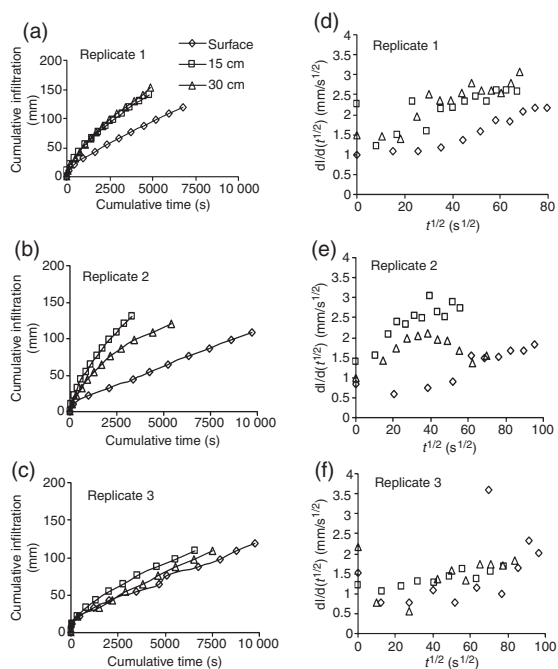 (a)
Replicate 1
Surface
15 cm
30 cm
200
150
100
50
0
Cumulative infiltration
(mm)
0 2500 5000 7500 10 000
Cumulative time (s)
(d)
Replicate 1
4
3.5
3
2.5
2
1.5
1
0.5
0
dI/d(t1/2) (mm/s1/2)
0 20 40 60 80
t1/2 (s1/2)
(b)
Replicate 2
200
150
100
50
0
Cumulative infiltration
(mm)
0 2500 5000 7500 10 000
Cumulative time (s)
(e)
Replicate 2
4
3.5
3
2.5
2
1.5
1
0.5
0
dI/d(t1/2) (mm/s1/2)
0 20 40 60 80 100
t1/2 (s1/2)
(c)
Replicate 3
200
150
100
50
0
Cumulative infiltration
(mm)
0 2500 5000 7500 10 000
Cumulative time (s)
(f)
Replicate 3
4
3.5
3
2.5
2
1.5
1
0.5
0
dI/d(t1/2) (mm/s1/2)
0 20 40 60 80 100
t1/2 (s1/2)